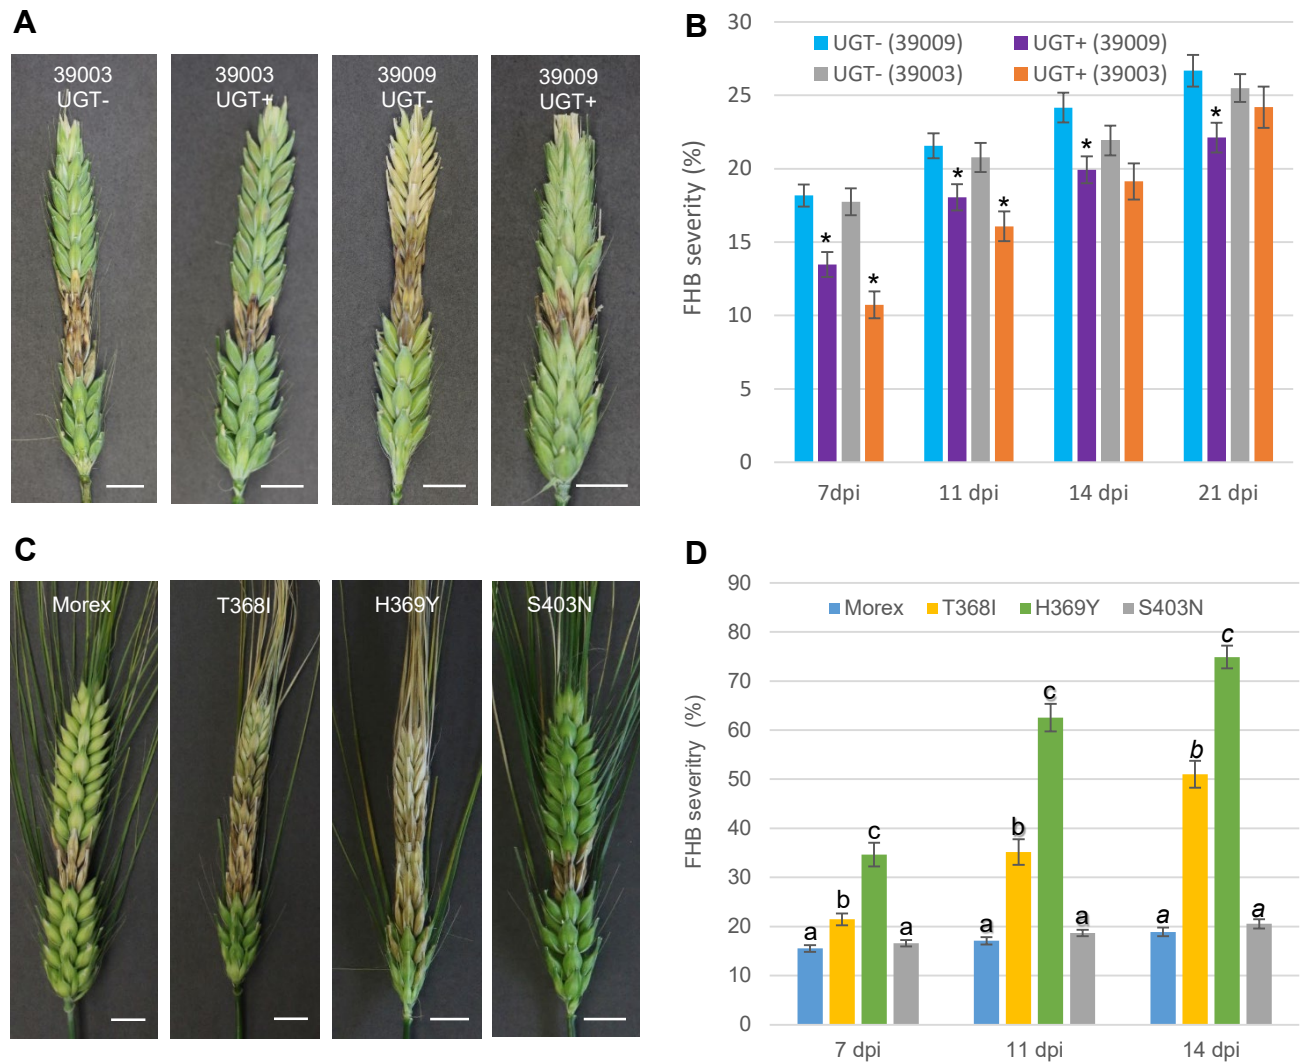 A
39003
UGT-
39003
UGT+
39009
UGT-
39009
UGT+
B
UGT- (39009)
UGT+ (39009)
UGT- (39003)
UGT+ (39003)
FHB severity (%)
30
25
20
15
10
5
0
*
*
*
*
*
*
7dpi
11 dpi
14 dpi
21 dpi
C
Morex
T368I
H369Y
S403N
D
Morex
T368I
H369Y
S403N
FHB severitry (%)
90
80
70
60
50
40
30
20
10
0
a
b
c
a
a
b
c
a
a
b
c
a
7 dpi
11 dpi
14 dpi